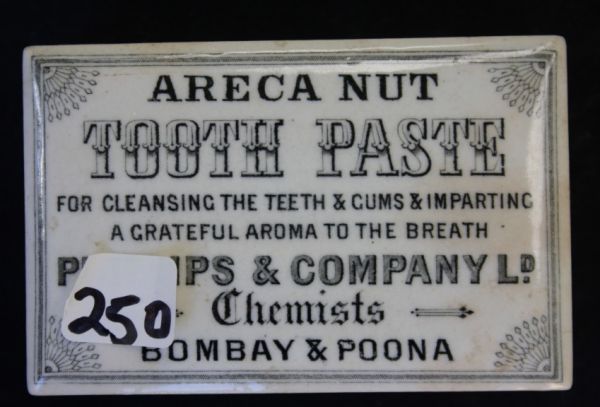 ARECA NUT
TOOTH PASTE
FOR CLEANSING THE TEETH & GUMS & IMPARTING
A GRATEFUL AROMA TO THE BREATH
& COMPANY LD
Chemists
250
BOMBAY & POONA